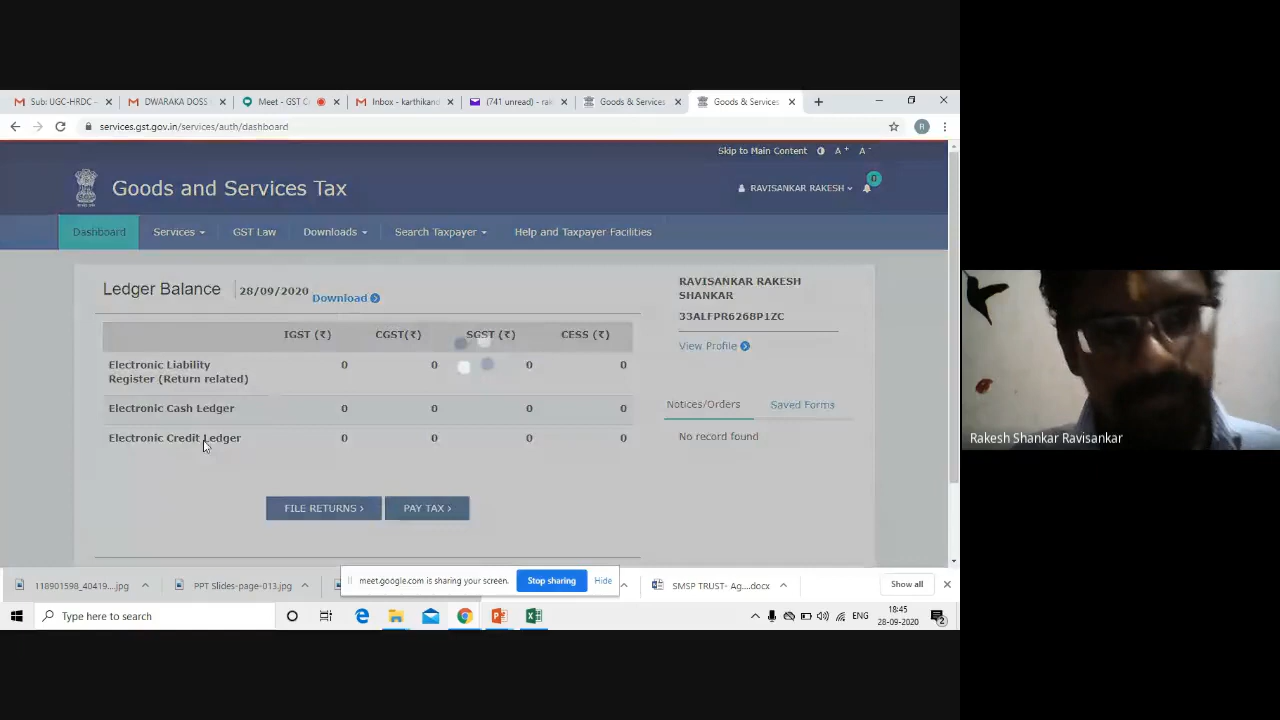 Sub: UGC-HRDC -
DWARAKA DOSS
Meet - GST C
Inbox - karthikand
(741 unread) - rak
Goods & Services
Goods & Services
services.gst.gov.in/services/auth/dashboard
R
Skip to Main Content
A+
A-
Goods and Services Tax
RAVISANKAR RAKESH
0
Dashboard
Services
GST Law
Downloads
Search Taxpayer
Help and Taxpayer Facilities
Ledger Balance
28/09/2020
Download
IGST (₹) CGST(₹) SGST (₹) CESS (₹)
Electronic Liability
Register (Return related) 0 0 0 0
Electronic Cash Ledger 0 0 0 0
Electronic Credit Ledger 0 0 0 0
FILE RETURNS >
PAY TAX >
RAVISANKAR RAKESH
SHANKAR
33ALFPR6268P1ZC
View Profile
Notices/Orders
Saved Forms
No record found
Rakesh Shankar Ravisankar
118901598_40419....jpg
PPT Slides-page-013.jpg
meet.google.com is sharing your screen.
Stop sharing
Hide
SMSP TRUST- Ag....docx
Show all
Type here to search
ENG
18:45
28-09-2020
2